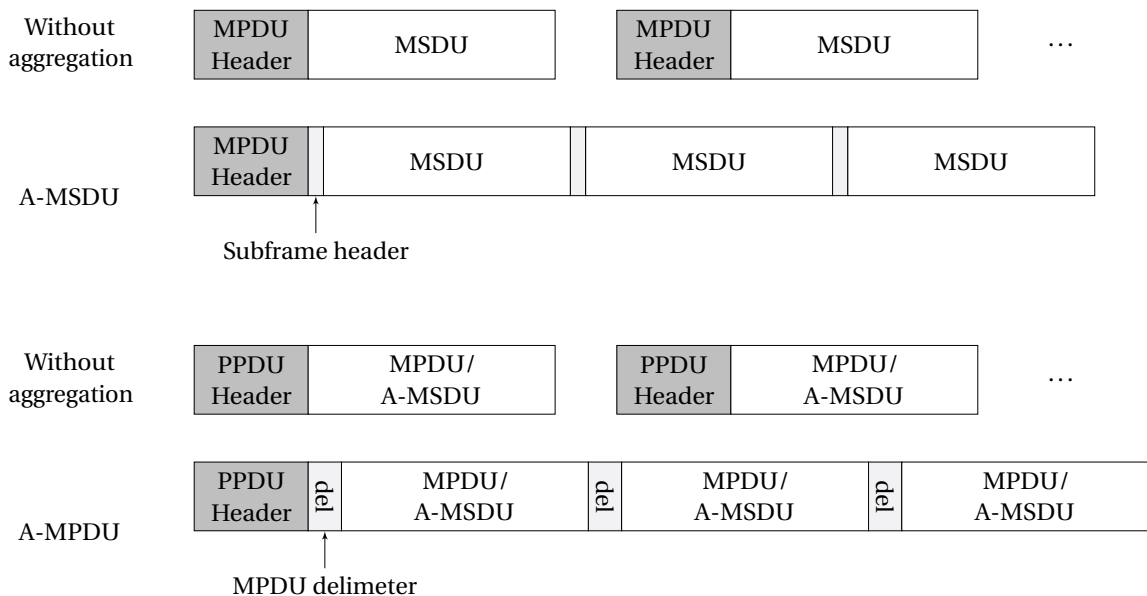 Without
aggregation
MPDU
Header
MSDU
MPDU
Header
MSDU
...
A-MSDU
MPDU
Header
MSDU
MSDU
MSDU
Subframe header
Without
aggregation
PPDU
Header
MPDU/
A-MSDU
PPDU
Header
MPDU/
A-MSDU
...
A-MPDU
PPDU
Header
del
MPDU/
A-MSDU
del
MPDU/
A-MSDU
del
MPDU/
A-MSDU
MPDU delimeter